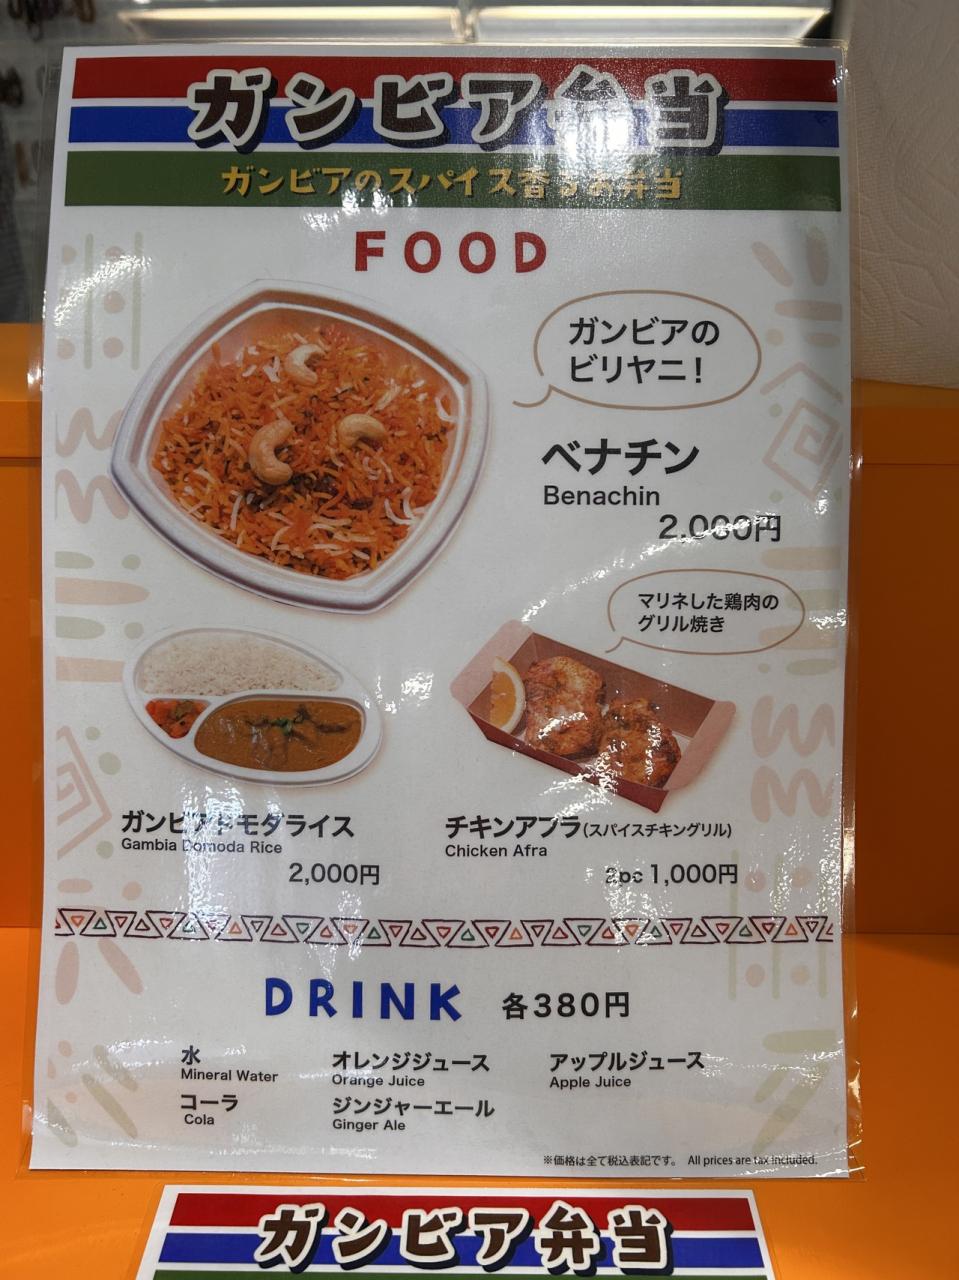 ガンビア弁当
ガンビアのスパイス香るお弁当
FOOD
ガンビアの
ビリヤニ!
ベナチン
Benachin
2,000円
マリネした鶏肉の
グリル焼き
ガンビアドモダライス
Gambia Domoda Rice
2,000円
チキンアフラ(スパイスチキングリル)
Chicken Afra
2pc 1,000円
DRINK 各380円
水
Mineral Water
オレンジジュース
Orange Juice
アップルジュース
Apple Juice
コーラ
Cola
ジンジャーエール
Ginger Ale
※価格は全て税込表記です。 All prices are tax included.
ガンビア弁当